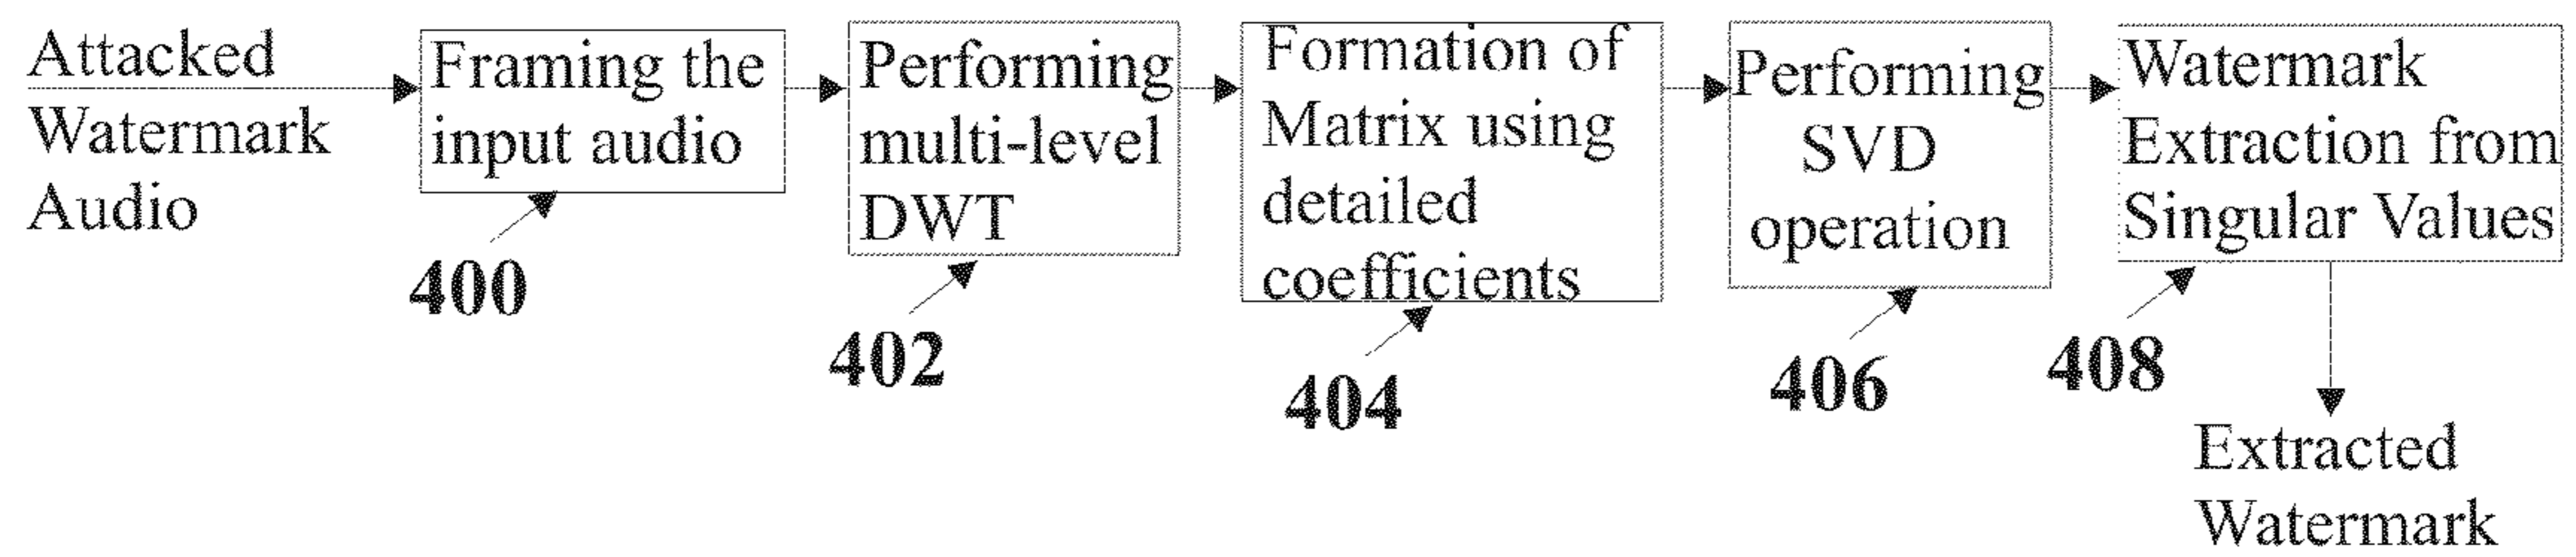 Attacked
Watermark
Audio
Framing the
input audio
400
Performing
multi-level
DWT
402
Formation of
Matrix using
detailed
coefficients
404
Performing
SVD
operation
406
Watermark
Extraction from
Singular Values
408
Extracted
Watermark